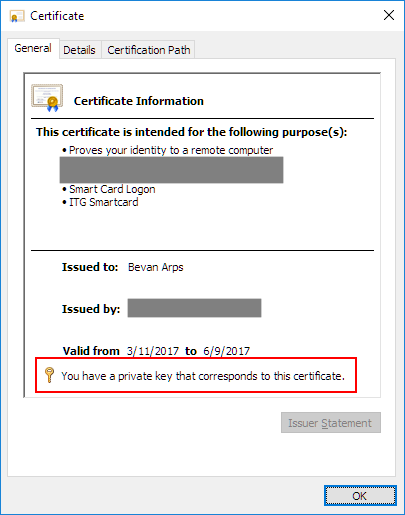 Certificate
General Details Certification Path
Certificate Information
This certificate is intended for the following purpose(s):
• Proves your identity to a remote computer
• Smart Card Logon
• ITG Smartcard
Issued to: Bevan Arps
Issued by:
Valid from 3/11/2017 to 6/9/2017
You have a private key that corresponds to this certificate.
Issuer Statement
OK